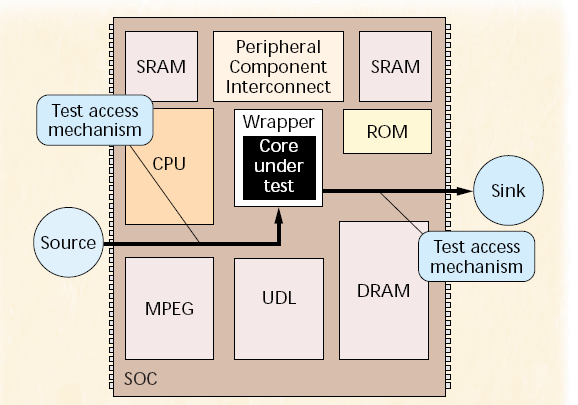 SRAM
Peripheral
Component
Interconnect
SRAM
Test access
mechanism
CPU
Wrapper
Core
under
test
ROM
Source
Sink
Test access
mechanism
MPEG
UDL
DRAM
SOC